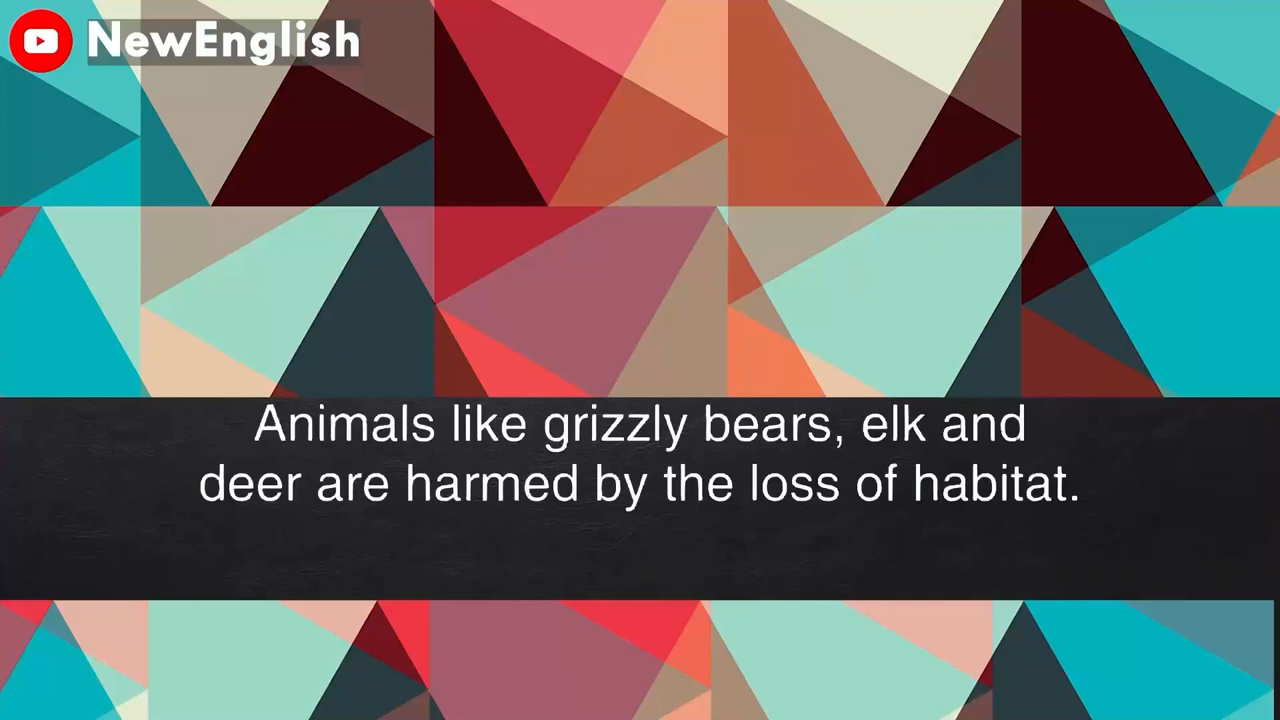 NewEnglish
Animals like grizzly bears, elk and
deer are harmed by the loss of habitat.